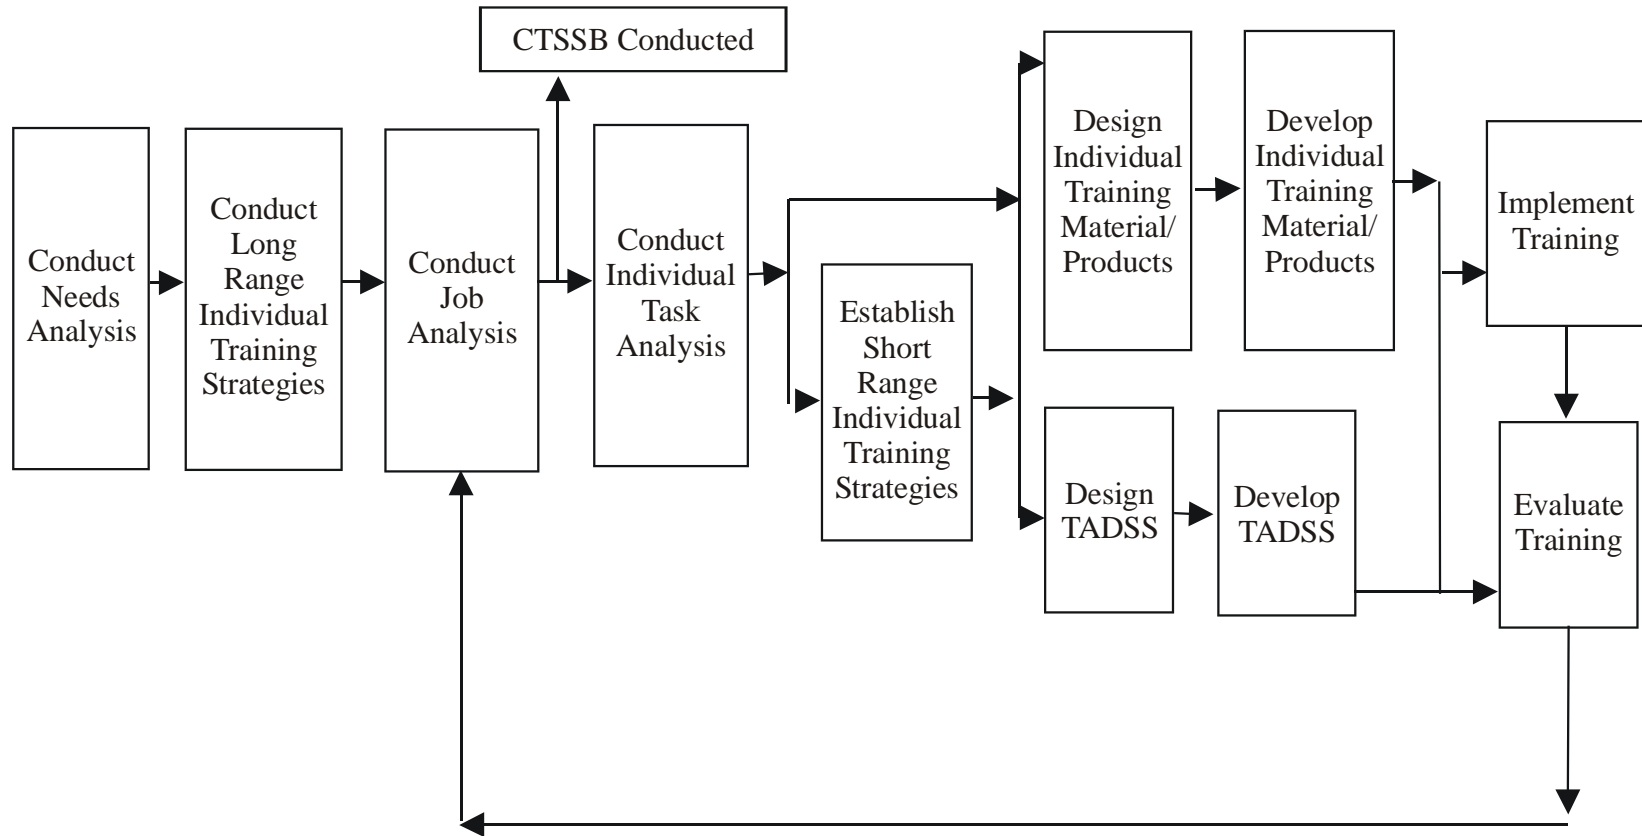 CTSSB Conducted
Conduct
Needs
Analysis
Conduct
Long
Range
Individual
Training
Strategies
Conduct
Job
Analysis
Conduct
Individual
Task
Analysis
Establish
Short
Range
Individual
Training
Strategies
Design
Individual
Training
Material/
Products
Develop
Individual
Training
Material/
Products
Design
TADSS
Develop
TADSS
Implement
Training
Evaluate
Training